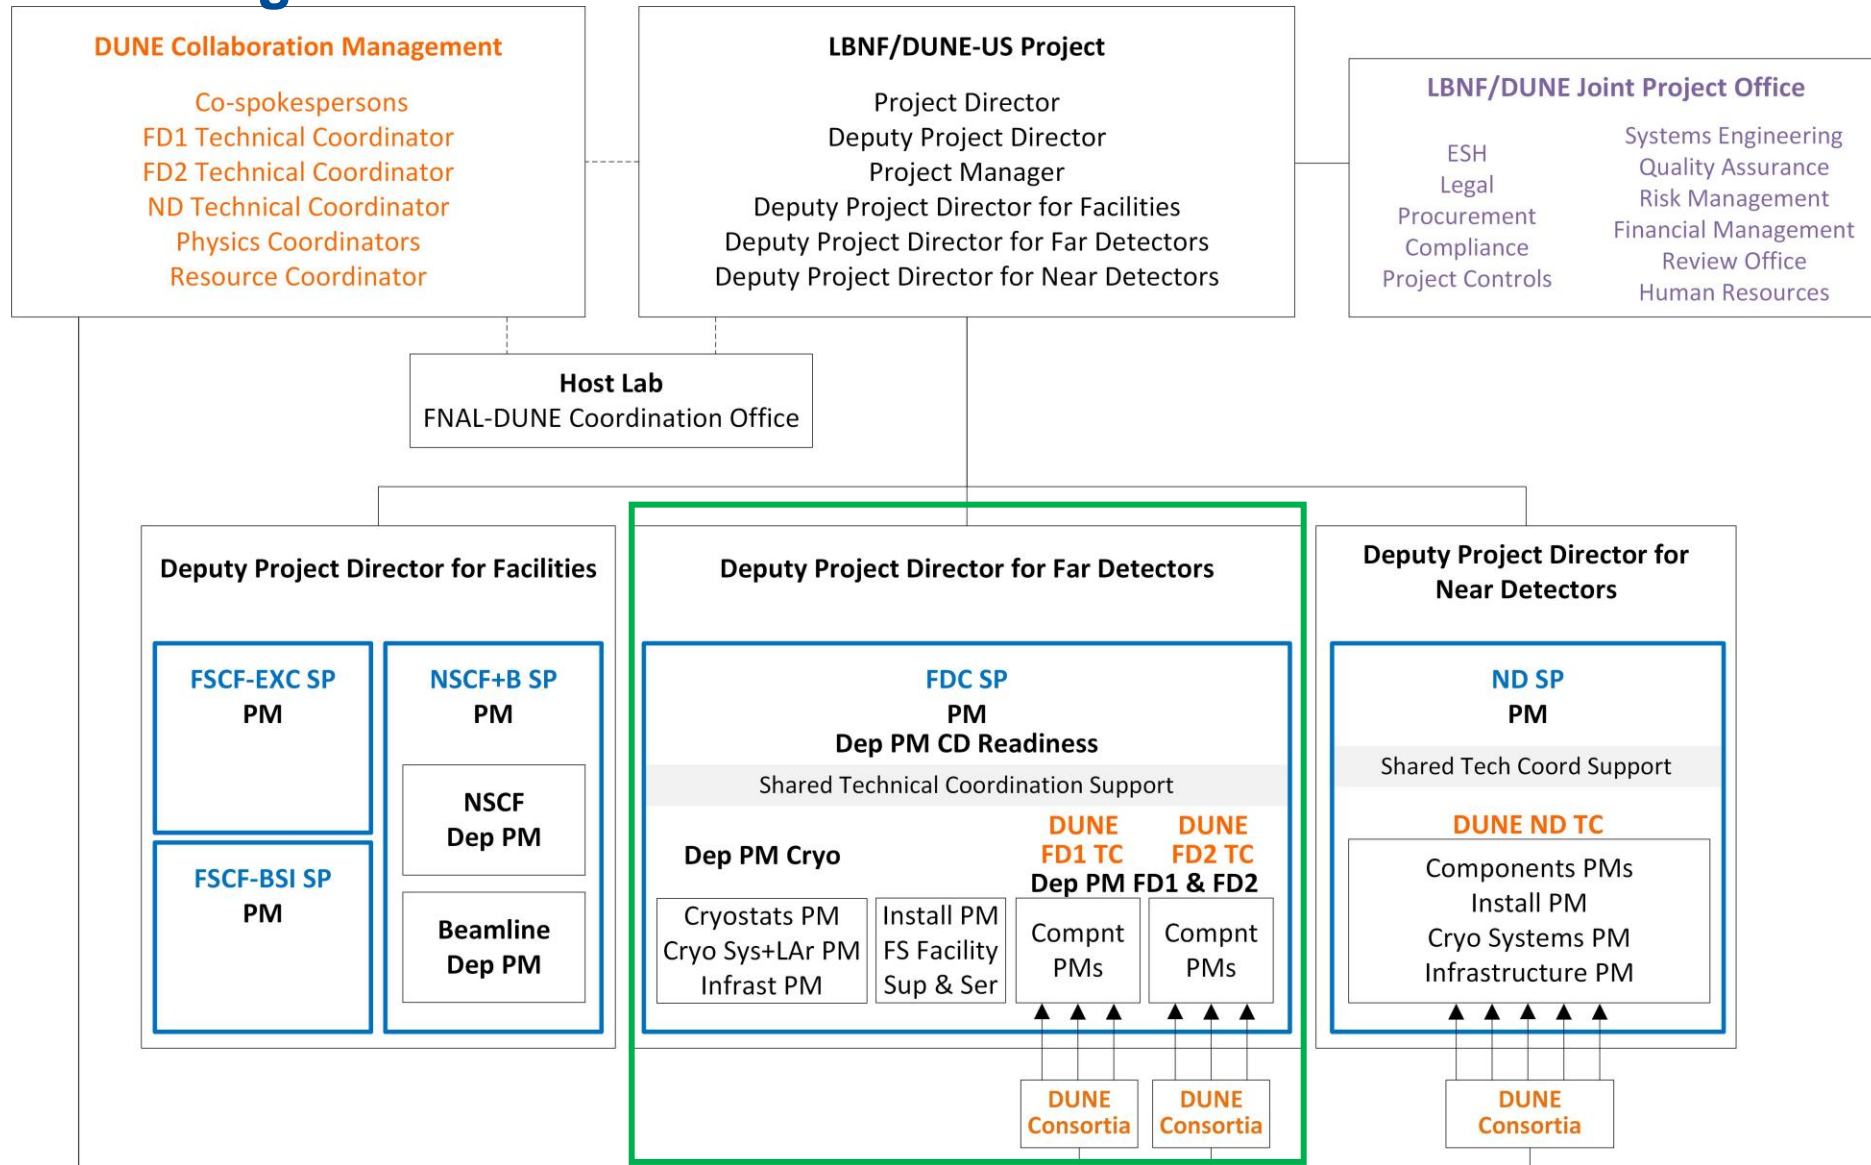 g
DUNE Collaboration Management
Co-spokespersons
FD1 Technical Coordinator
FD2 Technical Coordinator
ND Technical Coordinator
Physics Coordinators
Resource Coordinator
LBNF/DUNE-US Project
Project Director
Deputy Project Director
Project Manager
Deputy Project Director for Facilities
Deputy Project Director for Far Detectors
Deputy Project Director for Near Detectors
LBNF/DUNE Joint Project Office
ESH
Legal
Procurement
Compliance
Project Controls
Systems Engineering
Quality Assurance
Risk Management
Financial Management
Review Office
Human Resources
Host Lab
FNAL-DUNE Coordination Office
Deputy Project Director for Facilities
FSCF-EXC SP
PM
FSCF-BSI SP
PM
NSCF+B SP
PM
NSCF
Dep PM
Beamline
Dep PM
Deputy Project Director for Far Detectors
FDC SP
PM
Dep PM CD Readiness
Shared Technical Coordination Support
Dep PM Cryo
DUNE
FD1 TC
DUNE
FD2 TC
Dep PM FD1 & FD2
Cryostats PM
Cryo Sys+LAr PM
Infrast PM
Install PM
FS Facility
Sup & Ser
Compnt
PMs
Compnt
PMs
DUNE
Consortia
DUNE
Consortia
Deputy Project Director for
Near Detectors
ND SP
PM
Shared Tech Coord Support
DUNE ND TC
Components PMs
Install PM
Cryo Systems PM
Infrastructure PM
DUNE
Consortia